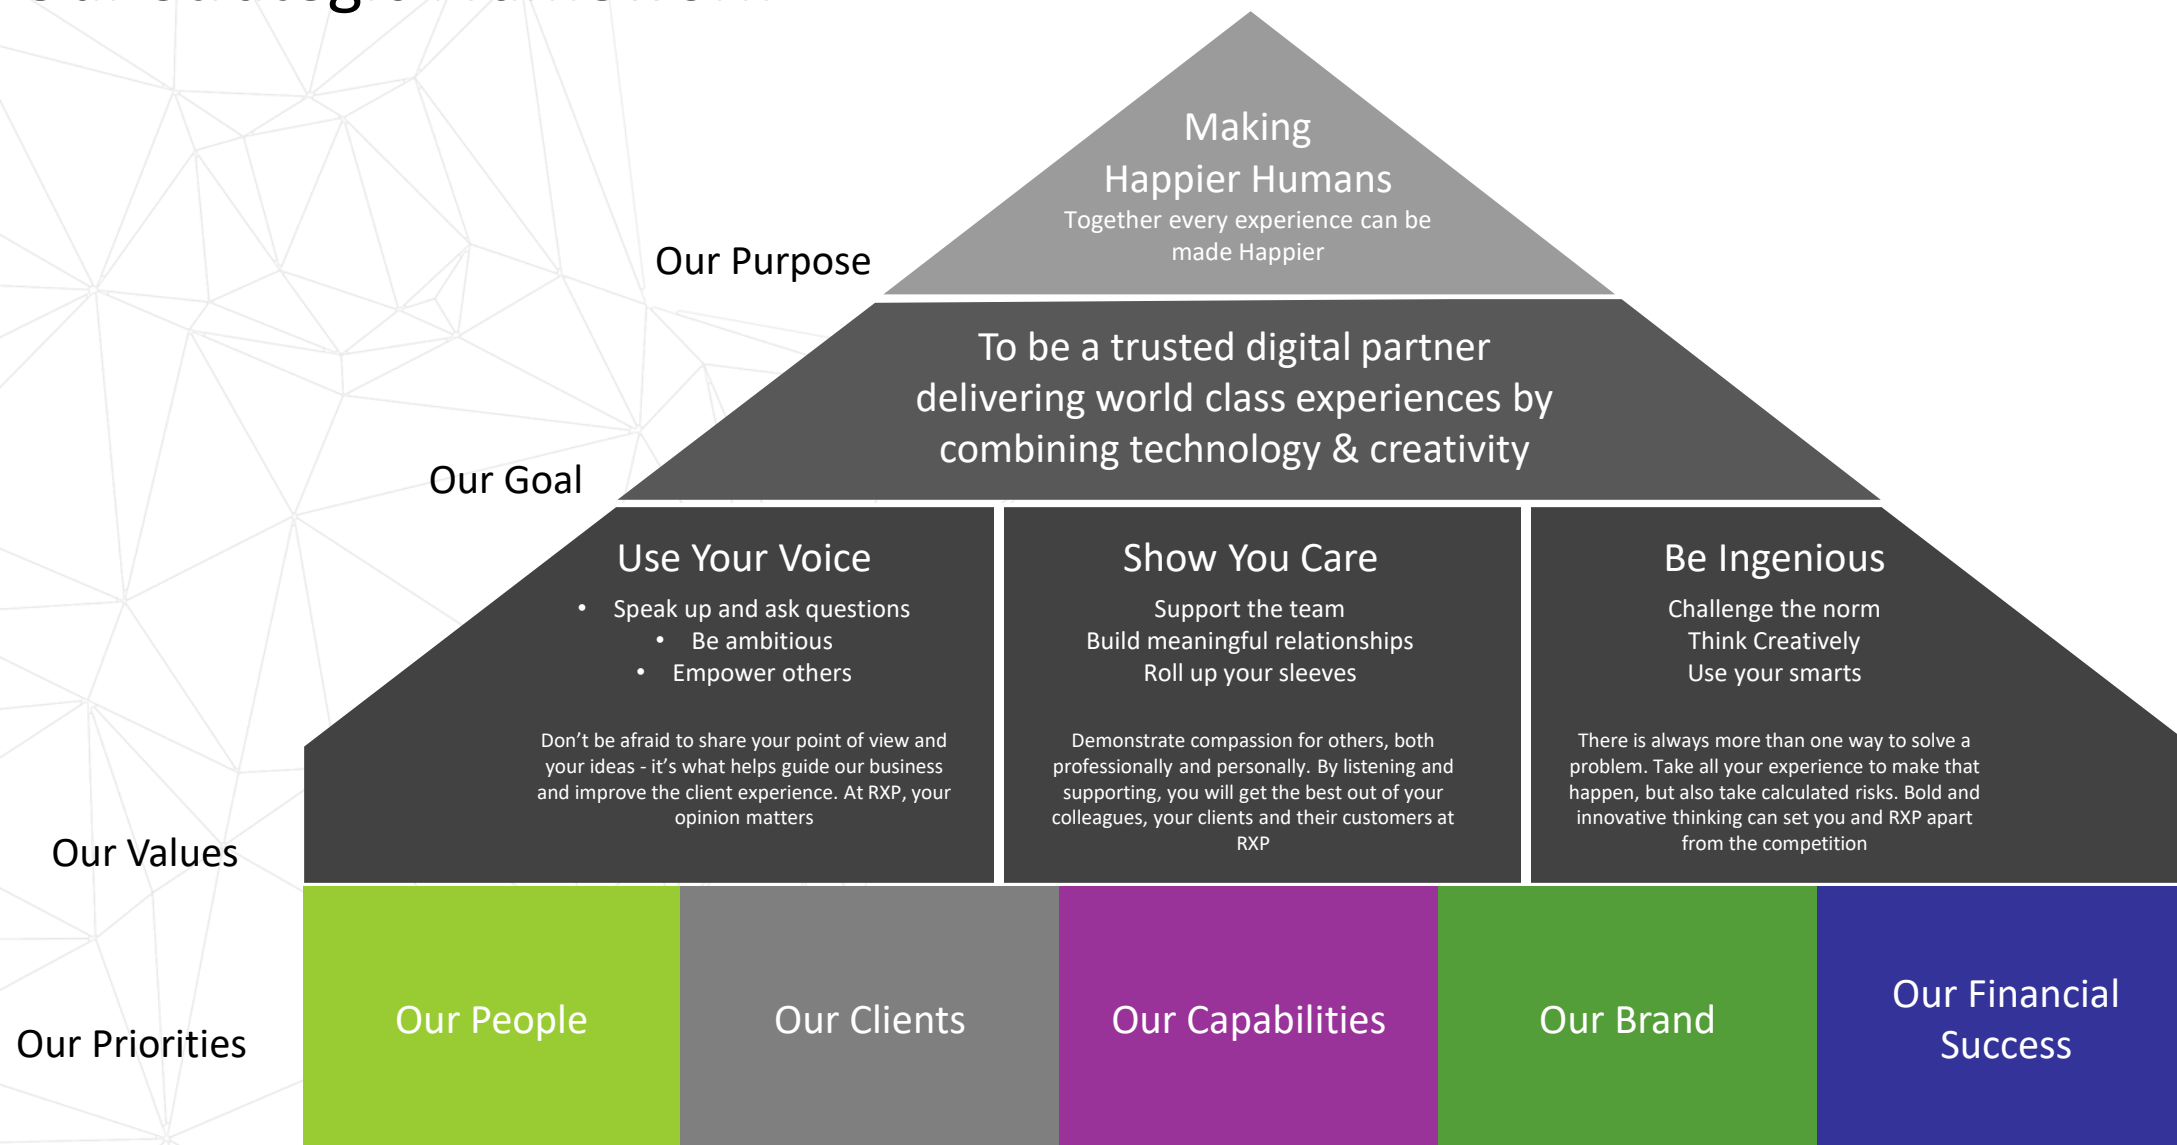 Making
Happier Humans
Together every experience can be
made Happier
Our Purpose
To be a trusted digital partner
delivering world class experiences by
combining technology & creativity
Our Goal
Use Your Voice
• Speak up and ask questions
• Be ambitious
• Empower others
Don’t be afraid to share your point of view and
your ideas - it’s what helps guide our business
and improve the client experience. At RXP, your
opinion matters
Show You Care
Support the team
Build meaningful relationships
Roll up your sleeves
Demonstrate compassion for others, both
professionally and personally. By listening and
supporting, you will get the best out of your
colleagues, your clients and their customers at
RXP
Be Ingenious
Challenge the norm
Think Creatively
Use your smarts
There is always more than one way to solve a
problem. Take all your experience to make that
happen, but also take calculated risks. Bold and
innovative thinking can set you and RXP apart
from the competition
Our Values
Our Priorities
Our People
Our Clients
Our Capabilities
Our Brand
Our Financial
Success